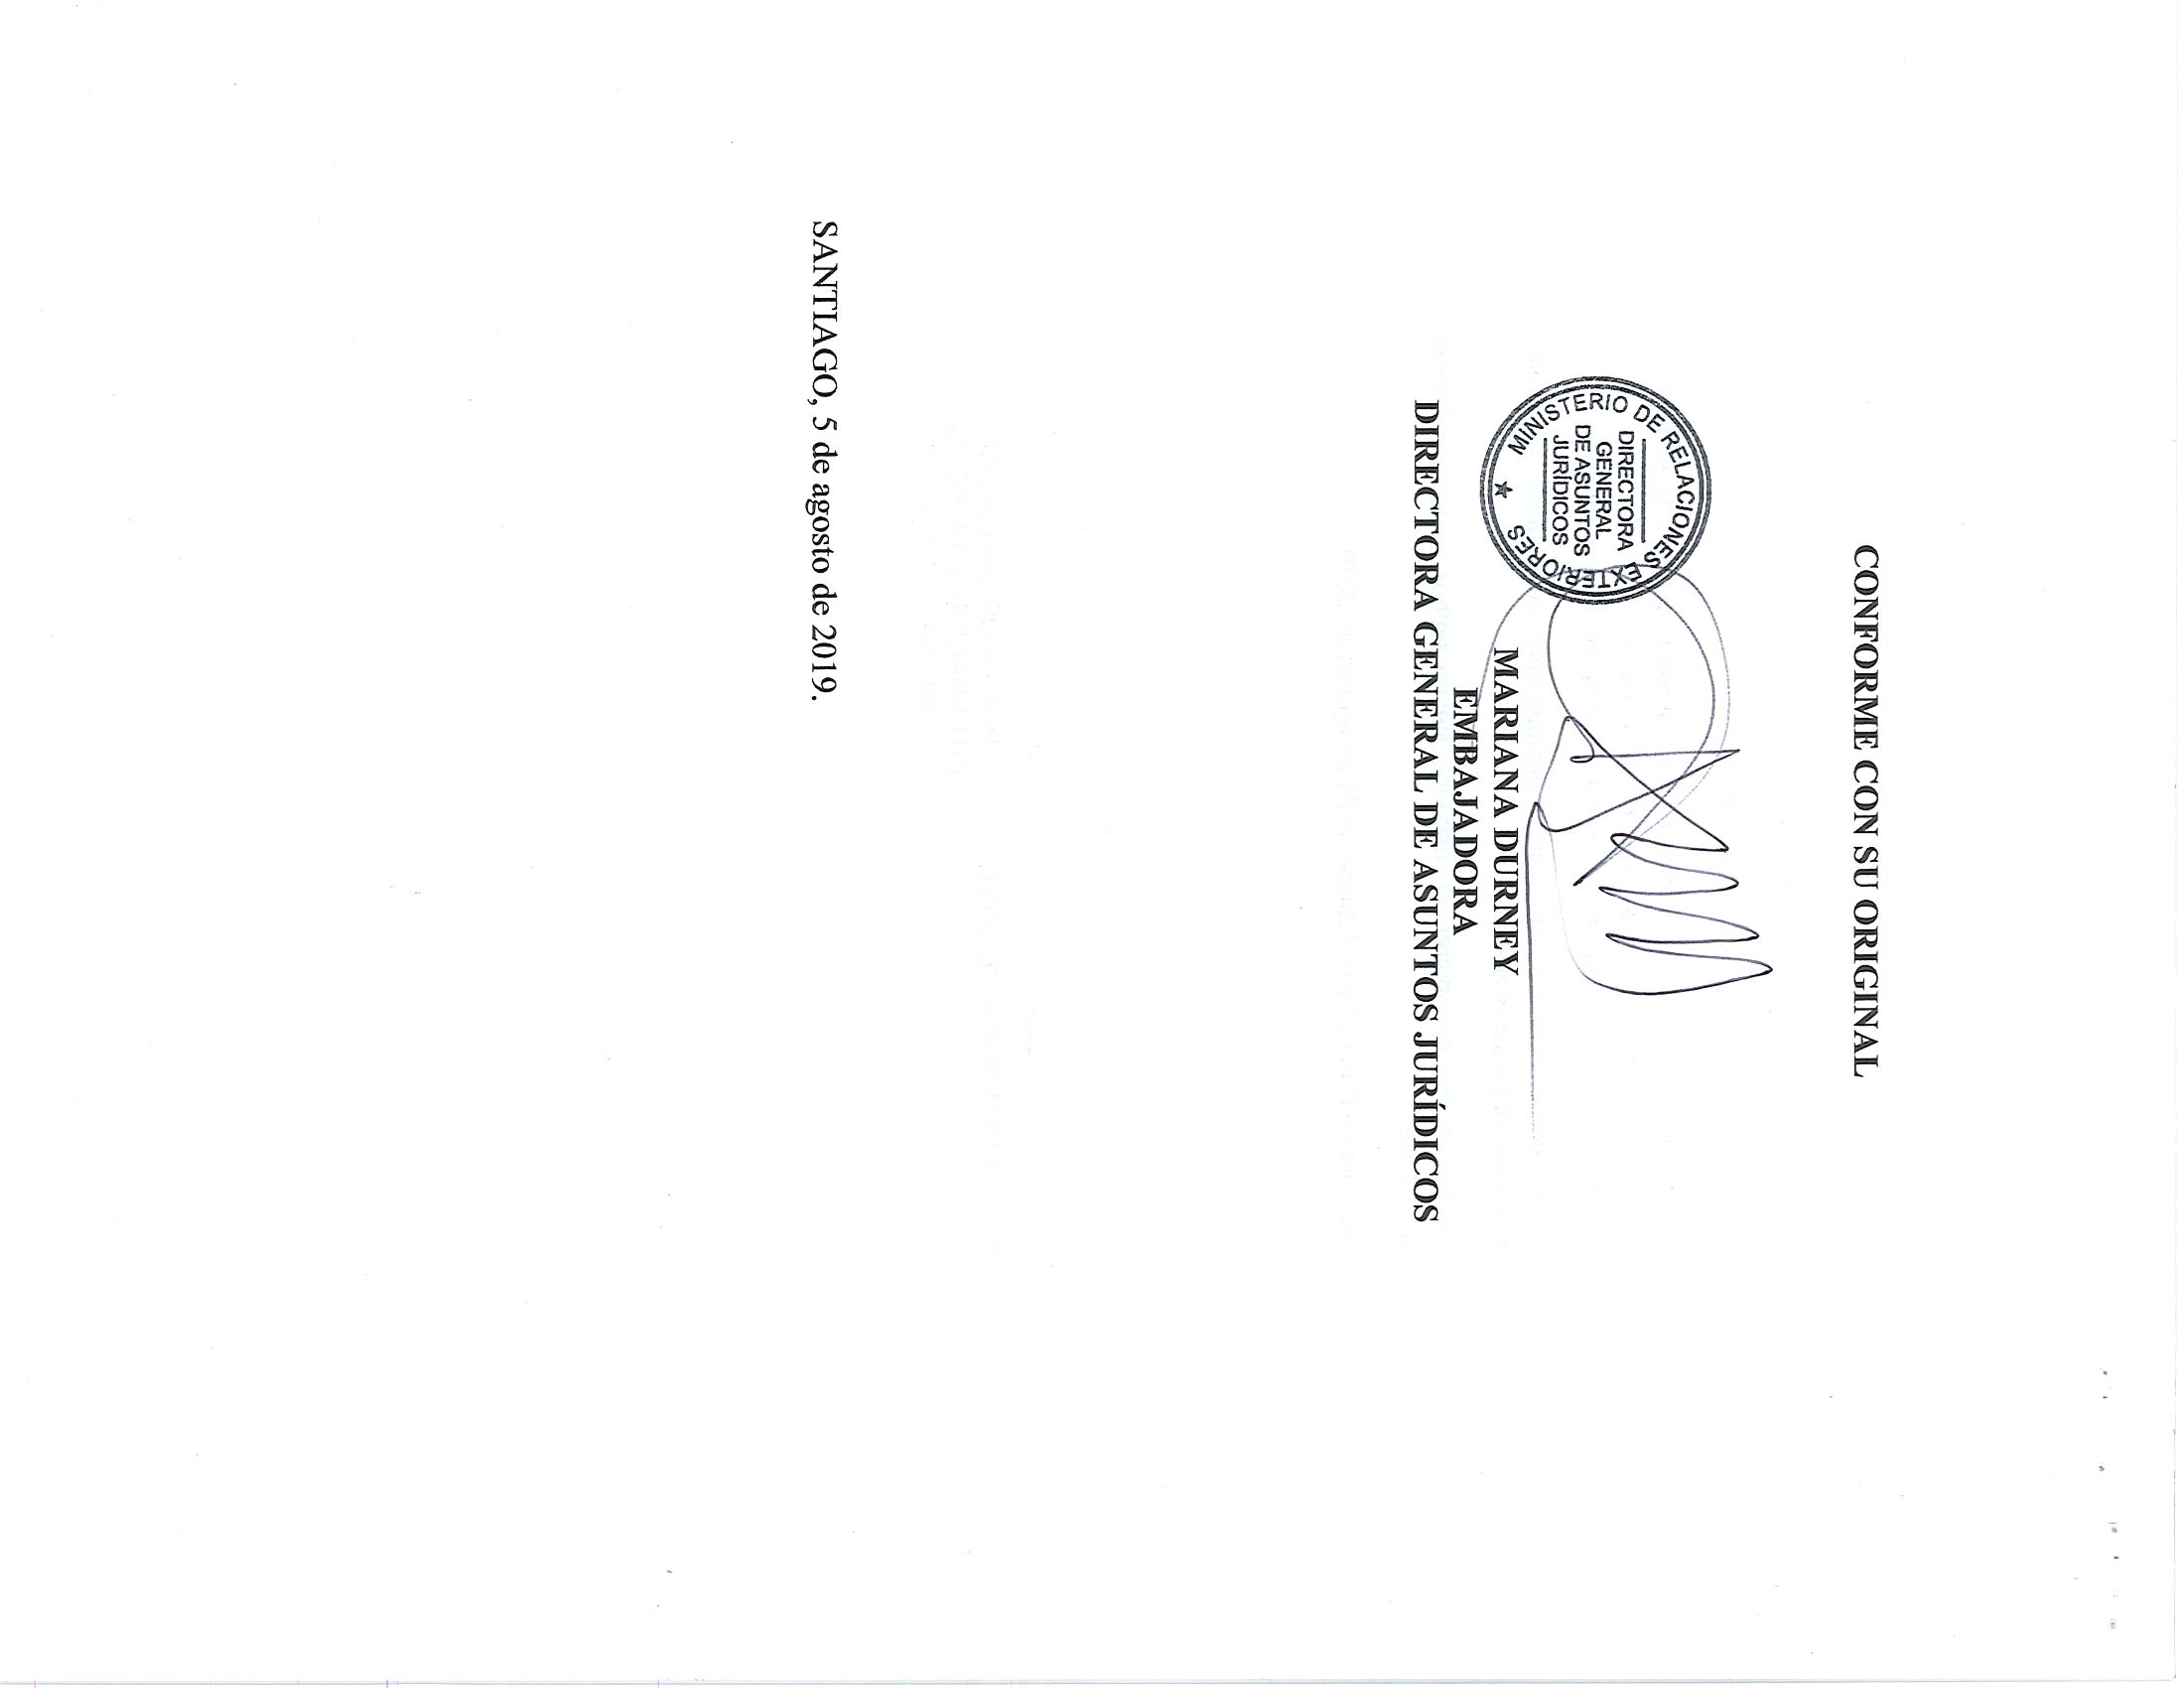 CONFORME CON SU ORIGINAL
MINISTERIO DE RELACIONES EXTERIORES
DIRECTORA
GENERAL
DE ASUNTOS
JURÍDICOS
MARIANA DURNEY
EMBAJADORA
DIRECTORA GENERAL DE ASUNTOS JURÍDICOS
SANTIAGO, 5 de agosto de 2019.